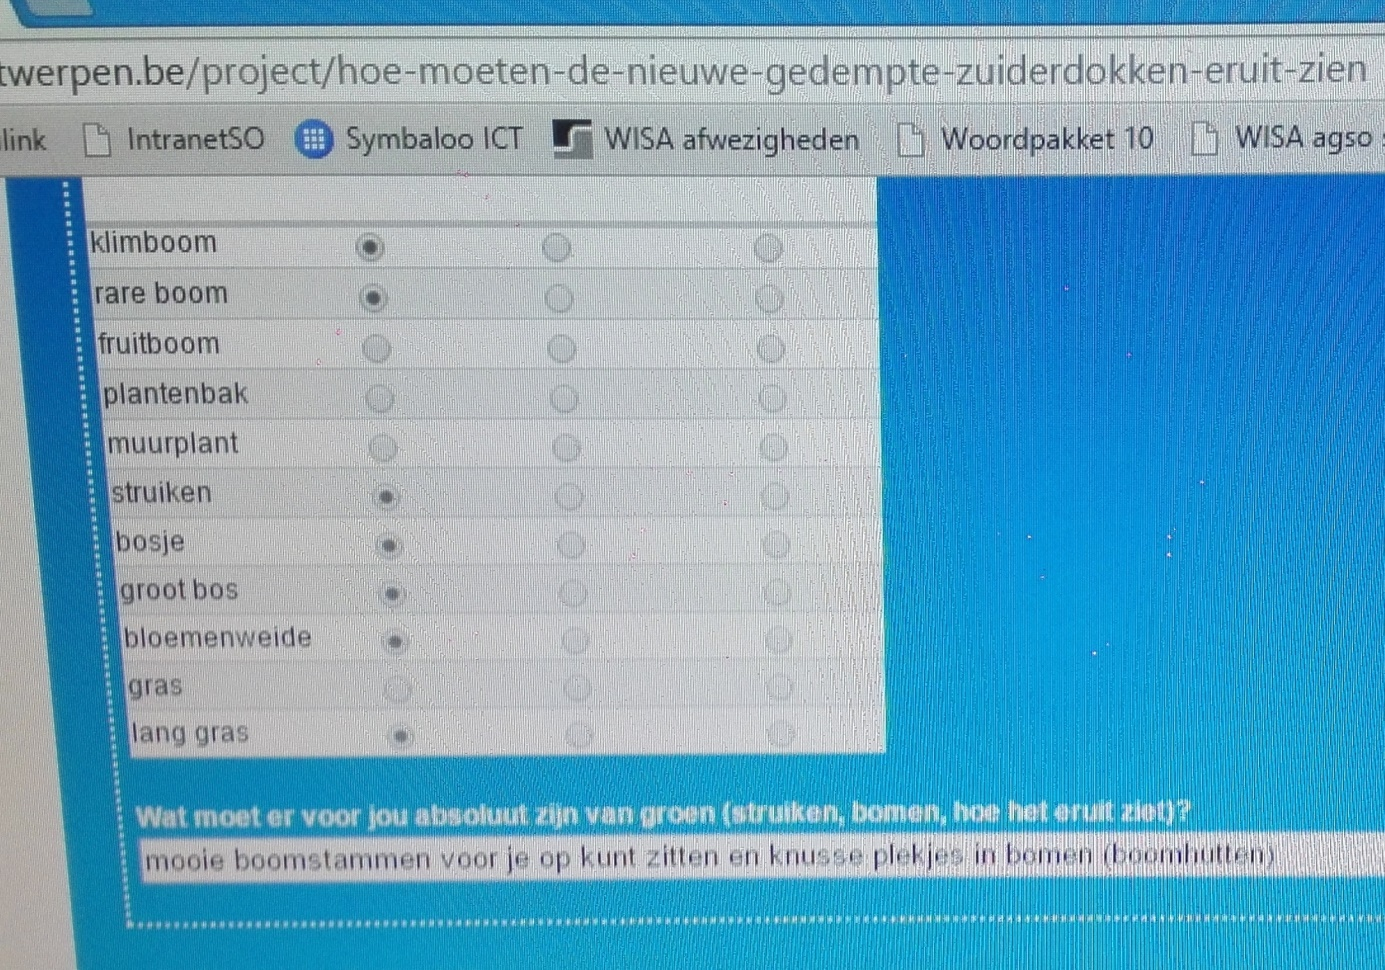 twerpen.be/project/hoe-moeten-de-nieuwe-gedempte-zuiderdokken-eruit-zien
link IntranetSO Symbaloo ICT WISA afwezigheden Woordpakket 10 WISA agso
klimboom
rare boom
fruitboom
plantenbak
muurplant
struiken
bosje
groot bos
bloemenweide
gras
lang gras
Wat moet er voor jou absoluut zijn van groen (struiken, bomen, hoe het eruit ziet)?
mooie boomstammen voor je op kunt zitten en knusse plekjes in bomen (boomhutten)